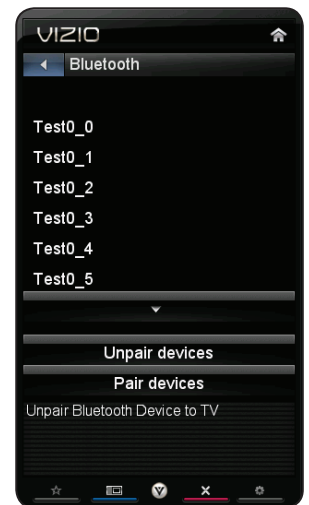 VIZIO
Bluetooth
Test0_0
Test0_1
Test0_2
Test0_3
Test0_4
Test0_5
Unpair devices
Pair devices
Unpair Bluetooth Device to TV
V